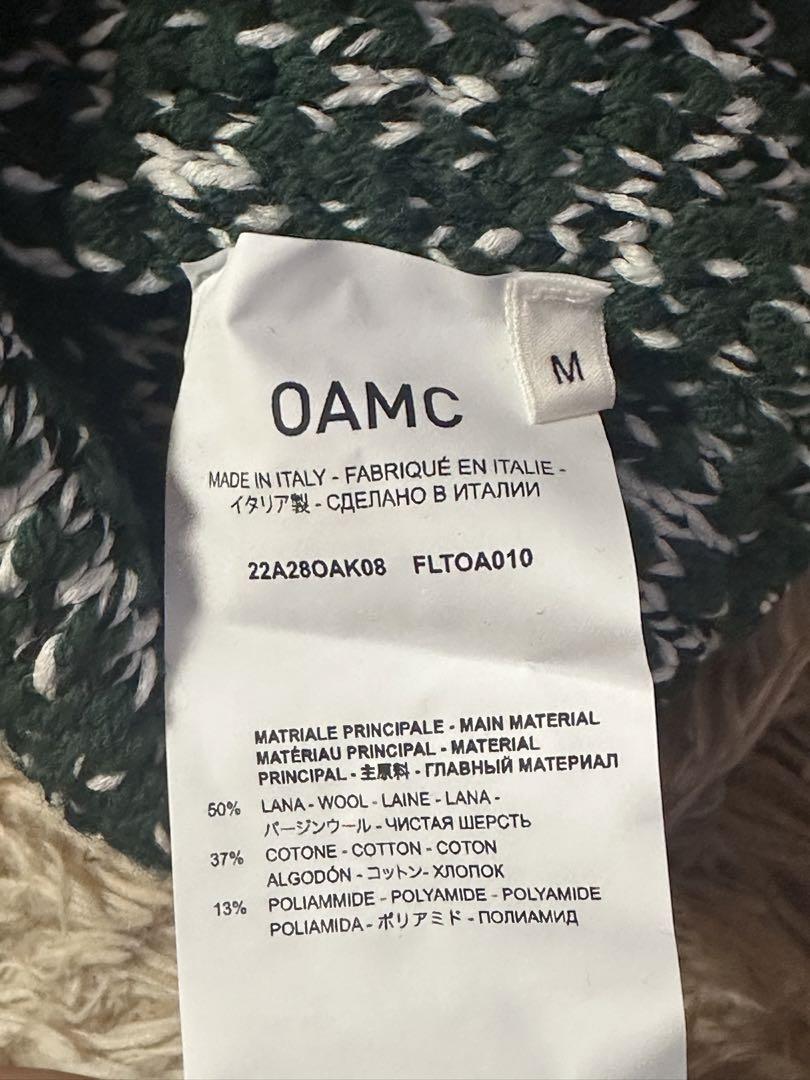 OAMC
M
MADE IN ITALY - FABRIQUÉ EN ITALIE -
イタリア製 - СДЕЛАНО В ИТАЛИИ
22A28OAK08 FLTOA010
MATRIALE PRINCIPALE - MAIN MATERIAL
MATÉRIAU PRINCIPAL - MATERIAL
PRINCIPAL - 主原料 - ГЛАВНЫЙ МАТЕРИАЛ
50% LANA - WOOL - LAINE - LANA -
バージンウール - ЧИСТАЯ ШЕРСТЬ
37% COTONE - COTTON - COTON
ALGODÓN - コットン- ХЛОПОК
13% POLIAMMIDE - POLYAMIDE - POLYAMIDE
POLIAMIDA - ポリアミド - ПОЛИАМИД